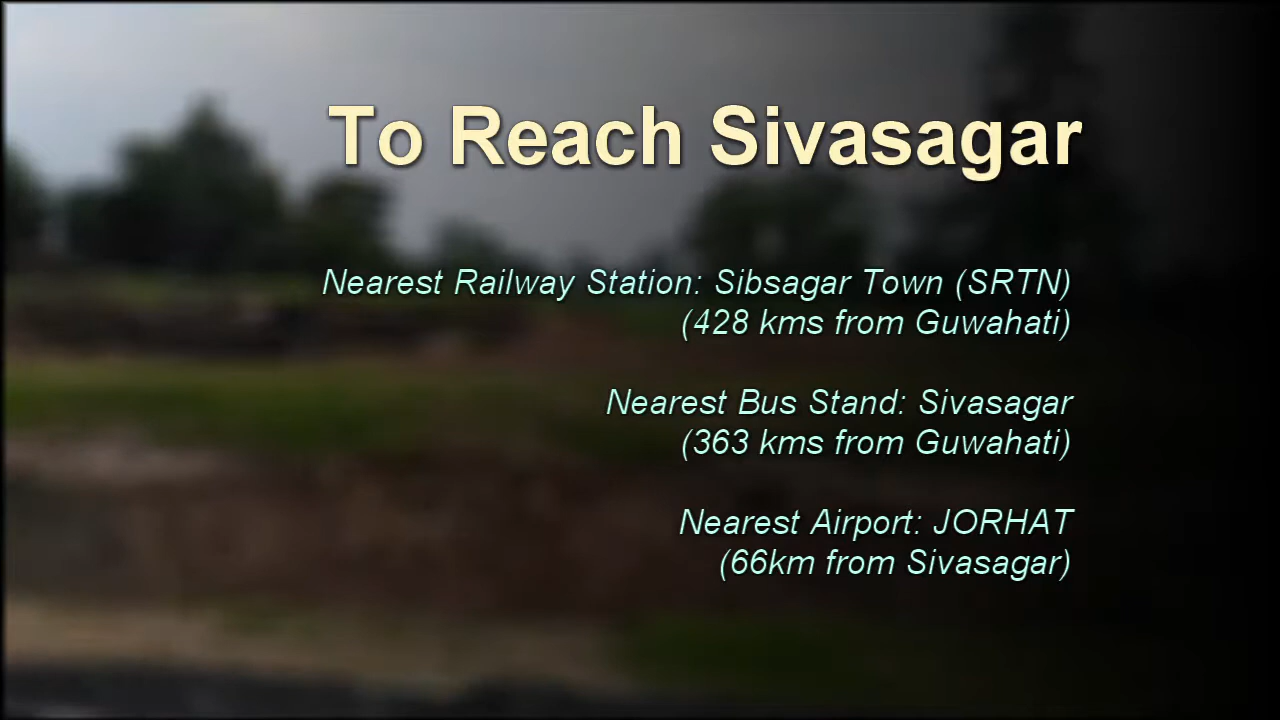 To Reach Sivasagar
Nearest Railway Station: Sibsagar Town (SRTN)
(428 kms from Guwahati)
Nearest Bus Stand: Sivasagar
(363 kms from Guwahati)
Nearest Airport: JORHAT
(66km from Sivasagar)